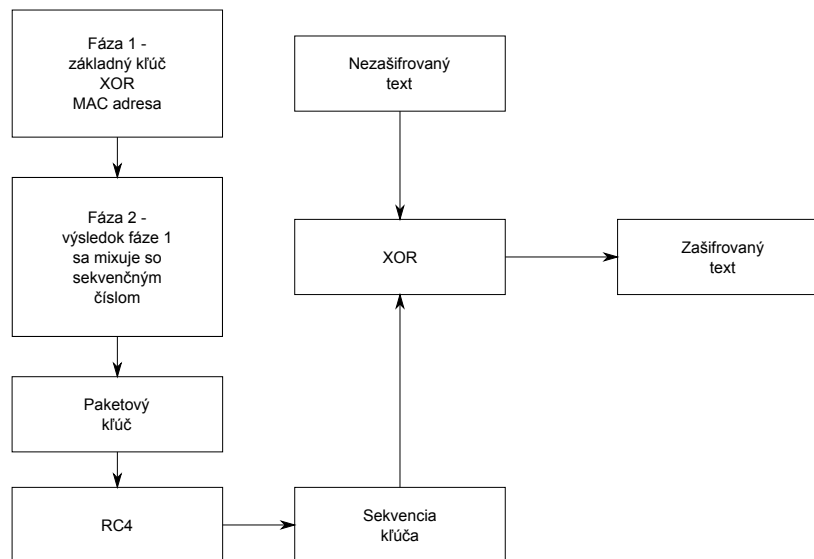 Fáza 1 -
základný kľúč
XOR
MAC adresa
Nezašifrovaný
text
Fáza 2 -
výsledok fáze 1
sa mixuje so
sekvenčným
číslom
XOR
Zašifrovaný
text
Paketový
kľúč
RC4
Sekvencia
kľúča